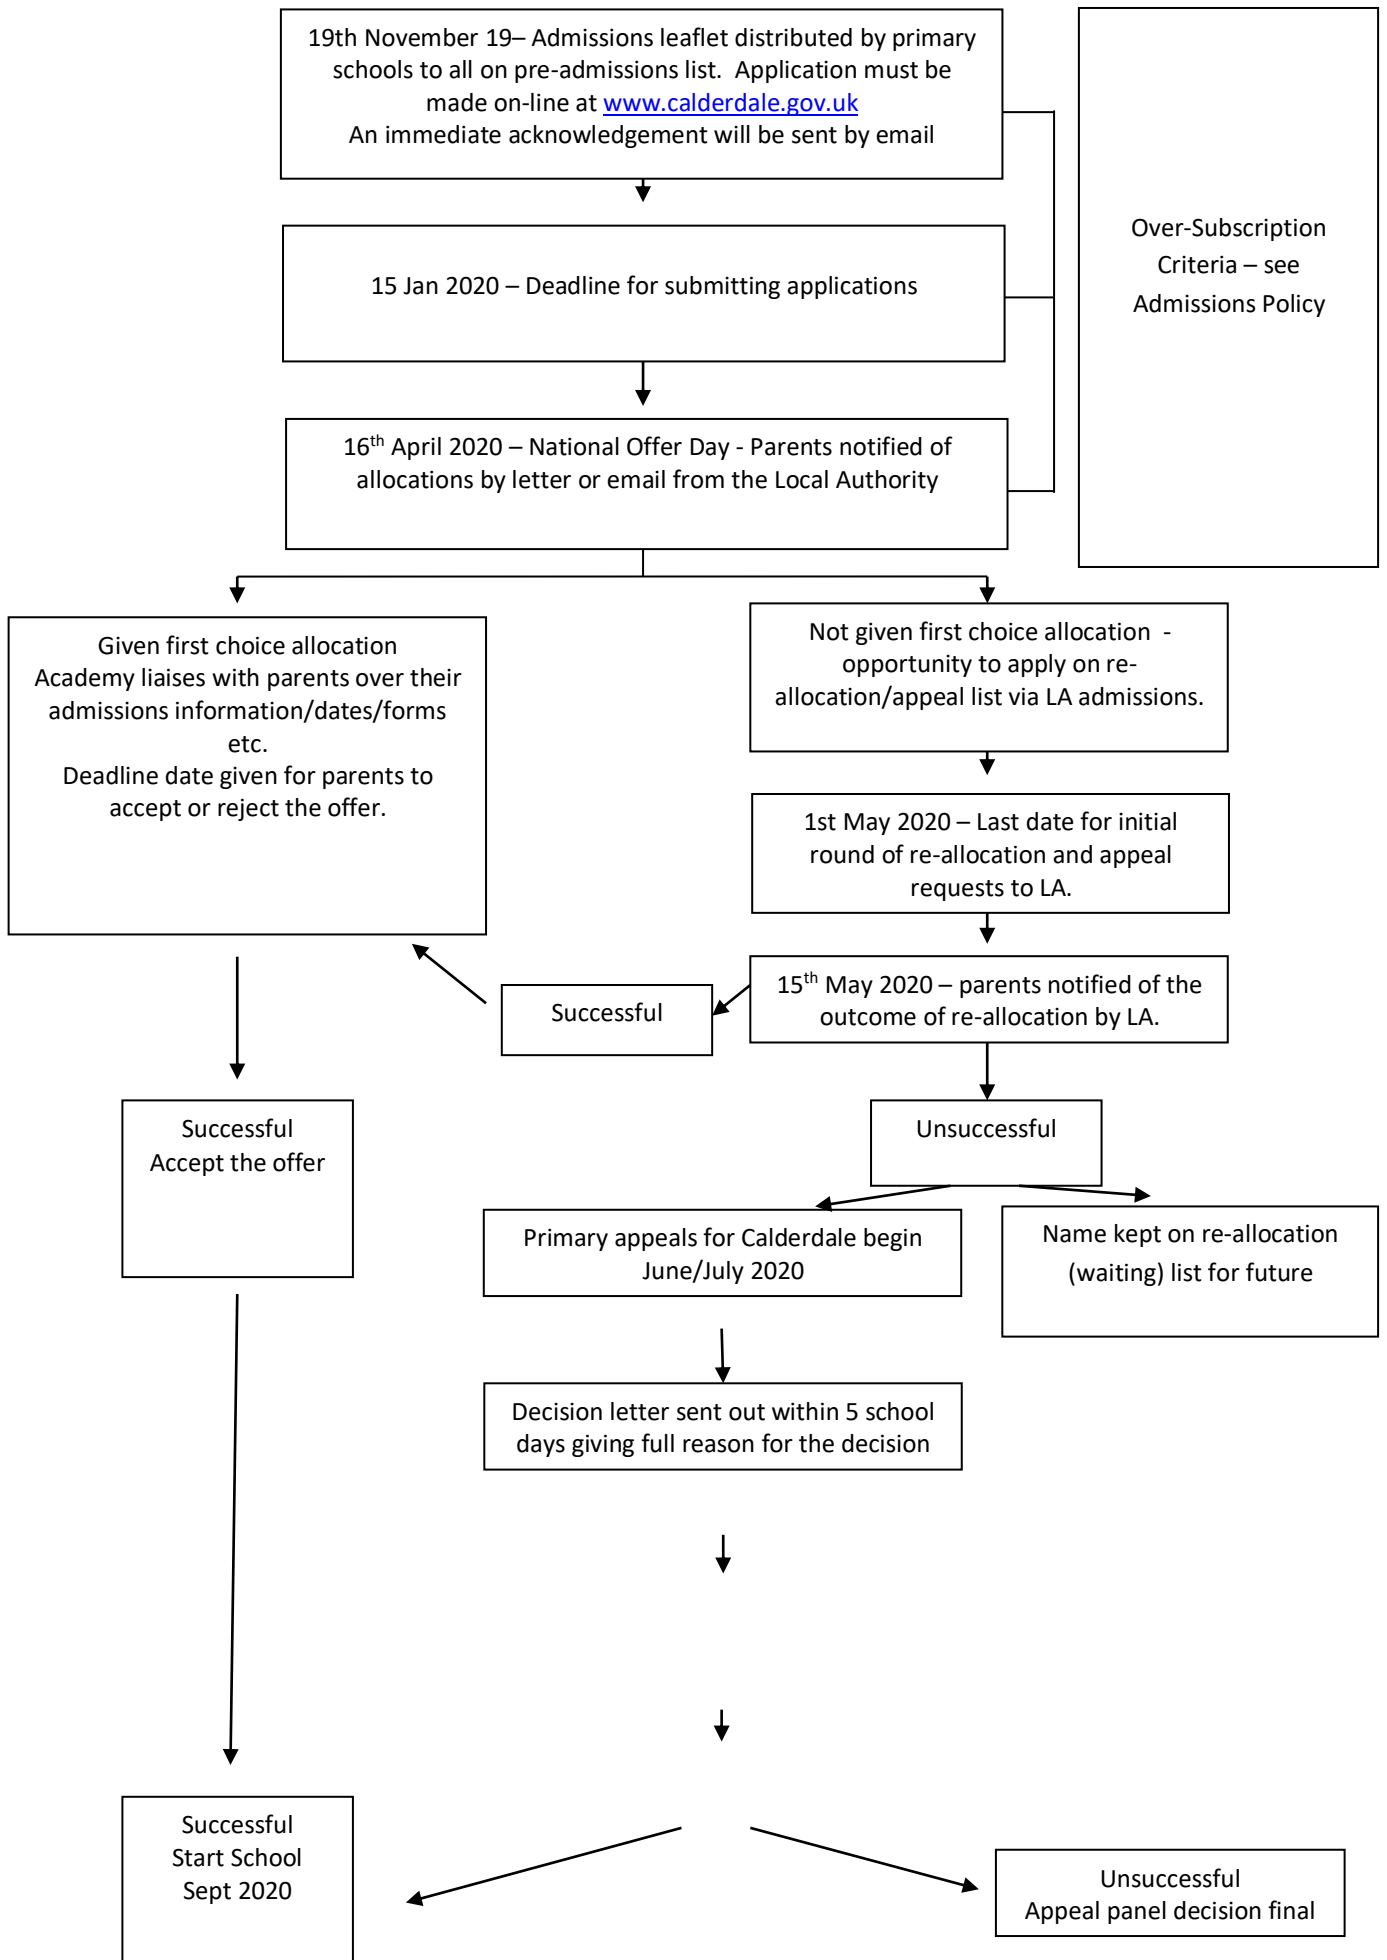 19th November 19– Admissions leaflet distributed by primary
schools to all on pre-admissions list.  Application must be
made on-line at www.calderdale.gov.uk
An immediate acknowledgement will be sent by email
Over-Subscription
Criteria – see
Admissions Policy
15 Jan 2020 – Deadline for submitting applications
16th April 2020 – National Offer Day - Parents notified of
allocations by letter or email from the Local Authority
Given first choice allocation
Academy liaises with parents over their
admissions information/dates/forms
etc.
Deadline date given for parents to
accept or reject the offer.
Not given first choice allocation  -
opportunity to apply on re-
allocation/appeal list via LA admissions.
1st May 2020 – Last date for initial
round of re-allocation and appeal
requests to LA.
15th May 2020 – parents notified of the
outcome of re-allocation by LA.
Successful
Successful
Accept the offer
Unsuccessful
Primary appeals for Calderdale begin
June/July 2020
Name kept on re-allocation
(waiting) list for future
Decision letter sent out within 5 school
days giving full reason for the decision
Successful
Start School
Sept 2020
Unsuccessful
Appeal panel decision final